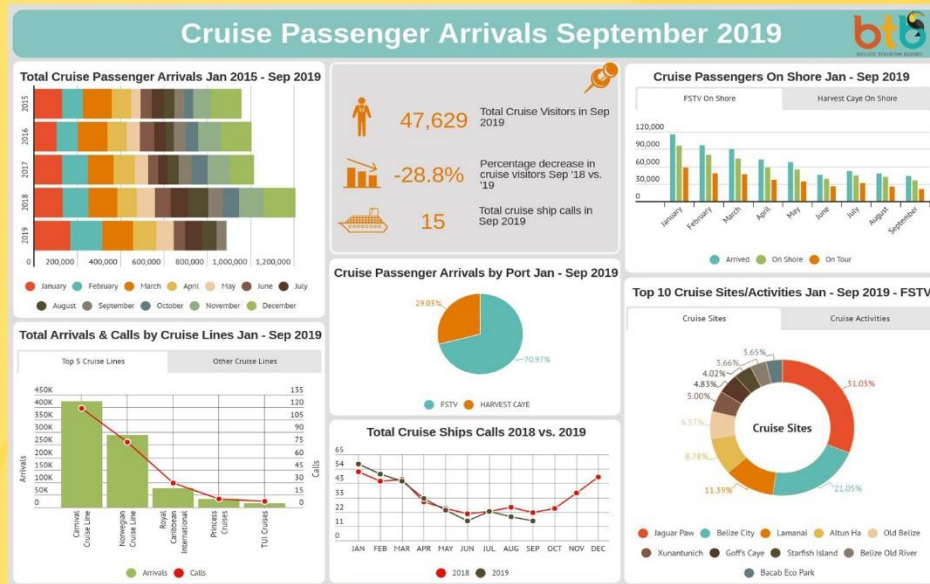 Cruise Passenger Arrivals September 2019
btb
BELIZE TOURISM BOARD
Total Cruise Passenger Arrivals Jan 2015 - Sep 2019
2015
2016
2017
2018
2019
0 200,000 400,000 600,000 800,000 1,000,000 1,200,000
January February March April May June July
August September October November December
47,629
Total Cruise Visitors in Sep
2019
-28.8%
Percentage decrease in
cruise visitors Sep '18 vs.
'19
15
Total cruise ship calls in
Sep 2019
Cruise Passengers On Shore Jan - Sep 2019
FSTV On Shore
Harvest Caye On Shore
120,000
90,000
60,000
30,000
0
January
February
March
April
May
June
July
August
September
Arrived On Shore On Tour
Cruise Passenger Arrivals by Port Jan - Sep 2019
29.03%
70.97%
FSTV HARVEST CAYE
Total Arrivals & Calls by Cruise Lines Jan - Sep 2019
Top 5 Cruise Lines
Other Cruise Lines
450K
400K
350K
300K
250K
200K
150K
100K
50K
0
Arrivals
135
120
105
90
75
60
45
30
15
0
Calls
Carnival
Cruise Line
Norwegian
Cruise Line
Royal
Caribbean
International
Princess
Cruises
TUI Cruises
Arrivals Calls
Total Cruise Ships Calls 2018 vs. 2019
65
54
43
33
22
11
0
JAN FEB MAR APR MAY JUN JUL AUG SEP OCT NOV DEC
2018 2019
Top 10 Cruise Sites/Activities Jan - Sep 2019 - FSTV
Cruise Sites
Cruise Activities
3.65%
3.66%
4.02%
4.83%
5.00%
6.57%
8.78%
11.39%
21.05%
31.05%
Cruise Sites
Jaguar Paw Belize City Lamanai Altun Ha Old Belize
Xunantunich Goff's Caye Starfish Island Belize Old River
Bacab Eco Park